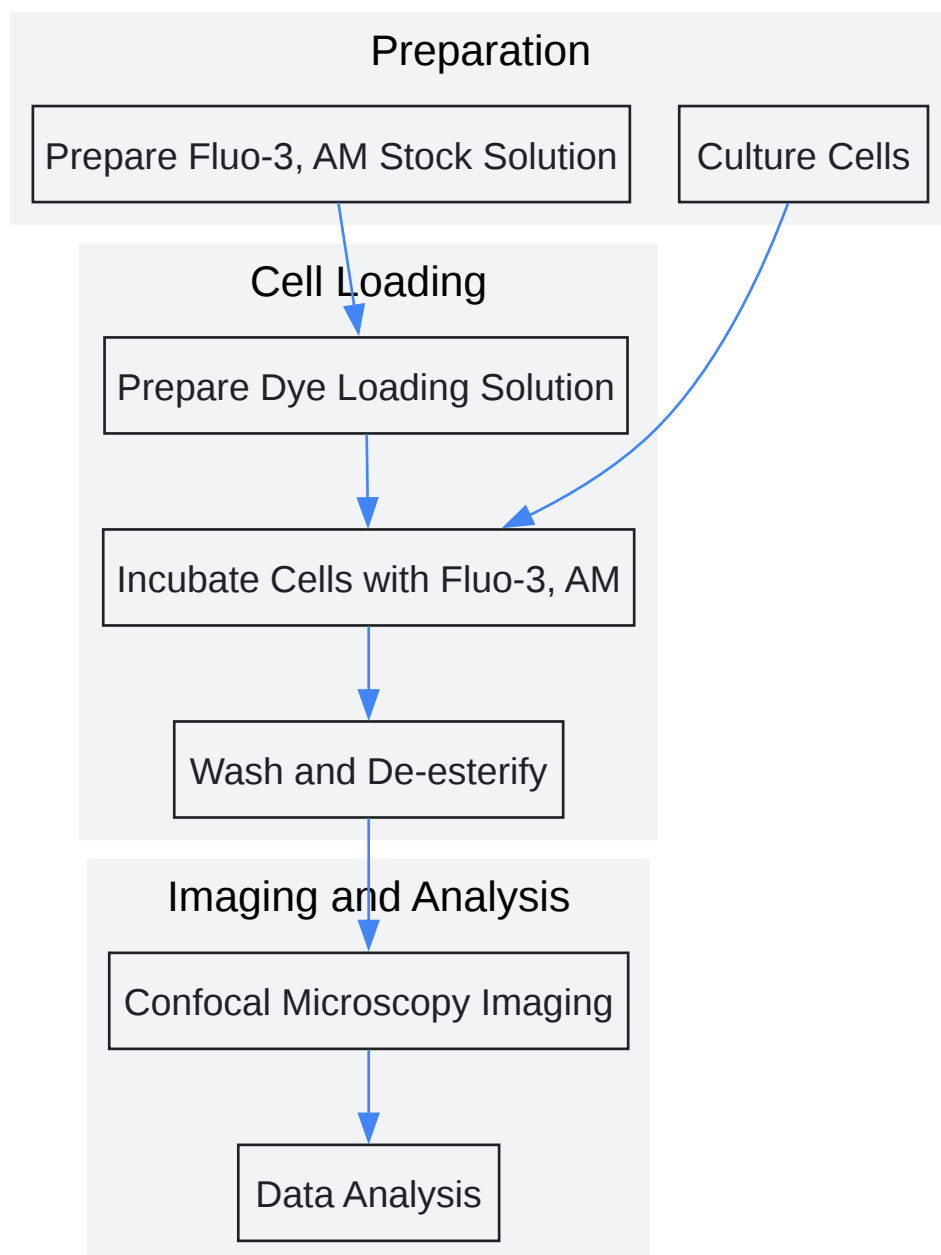 Preparation
Prepare Fluo-3, AM Stock Solution
Culture Cells
Cell Loading
Prepare Dye Loading Solution
Incubate Cells with Fluo-3, AM
Wash and De-esterify
Imaging and Analysis
Confocal Microscopy Imaging
Data Analysis